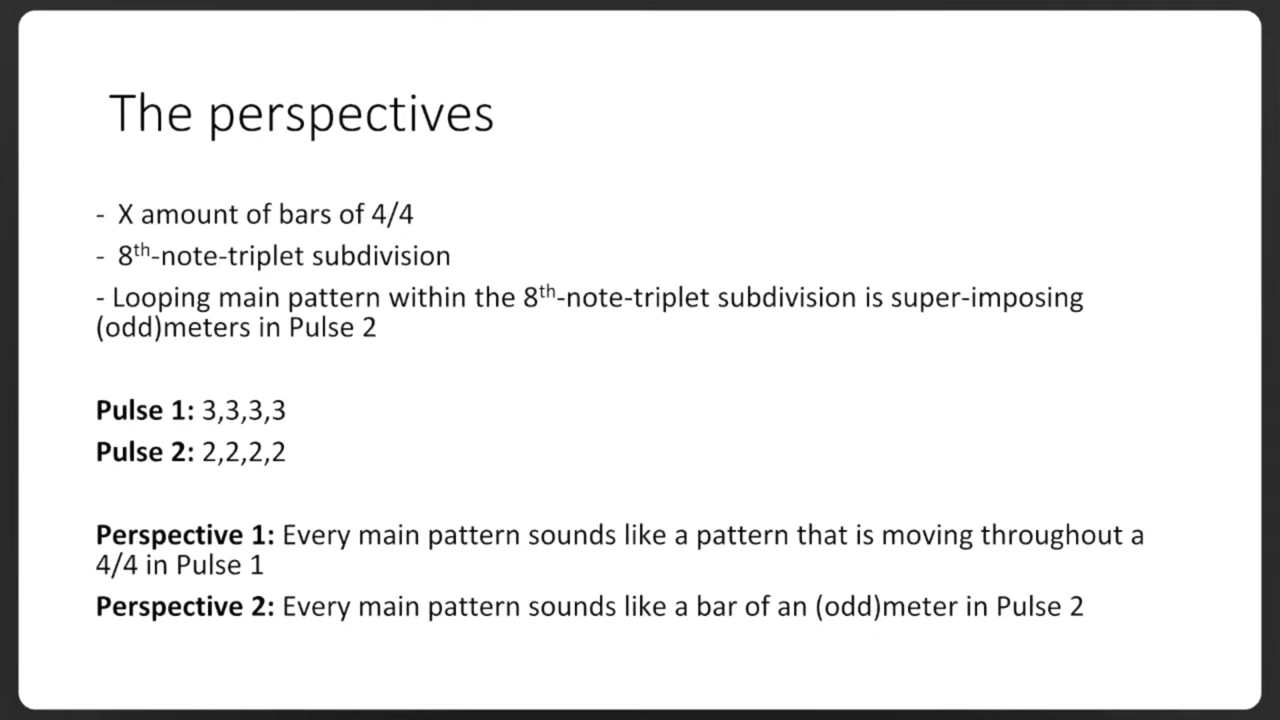 The perspectives
- X amount of bars of 4/4
- 8th-note-triplet subdivision
- Looping main pattern within the 8th-note-triplet subdivision is super-imposing
(odd)meters in Pulse 2
Pulse 1: 3,3,3,3
Pulse 2: 2,2,2,2
Perspective 1: Every main pattern sounds like a pattern that is moving throughout a
4/4 in Pulse 1
Perspective 2: Every main pattern sounds like a bar of an (odd)meter in Pulse 2